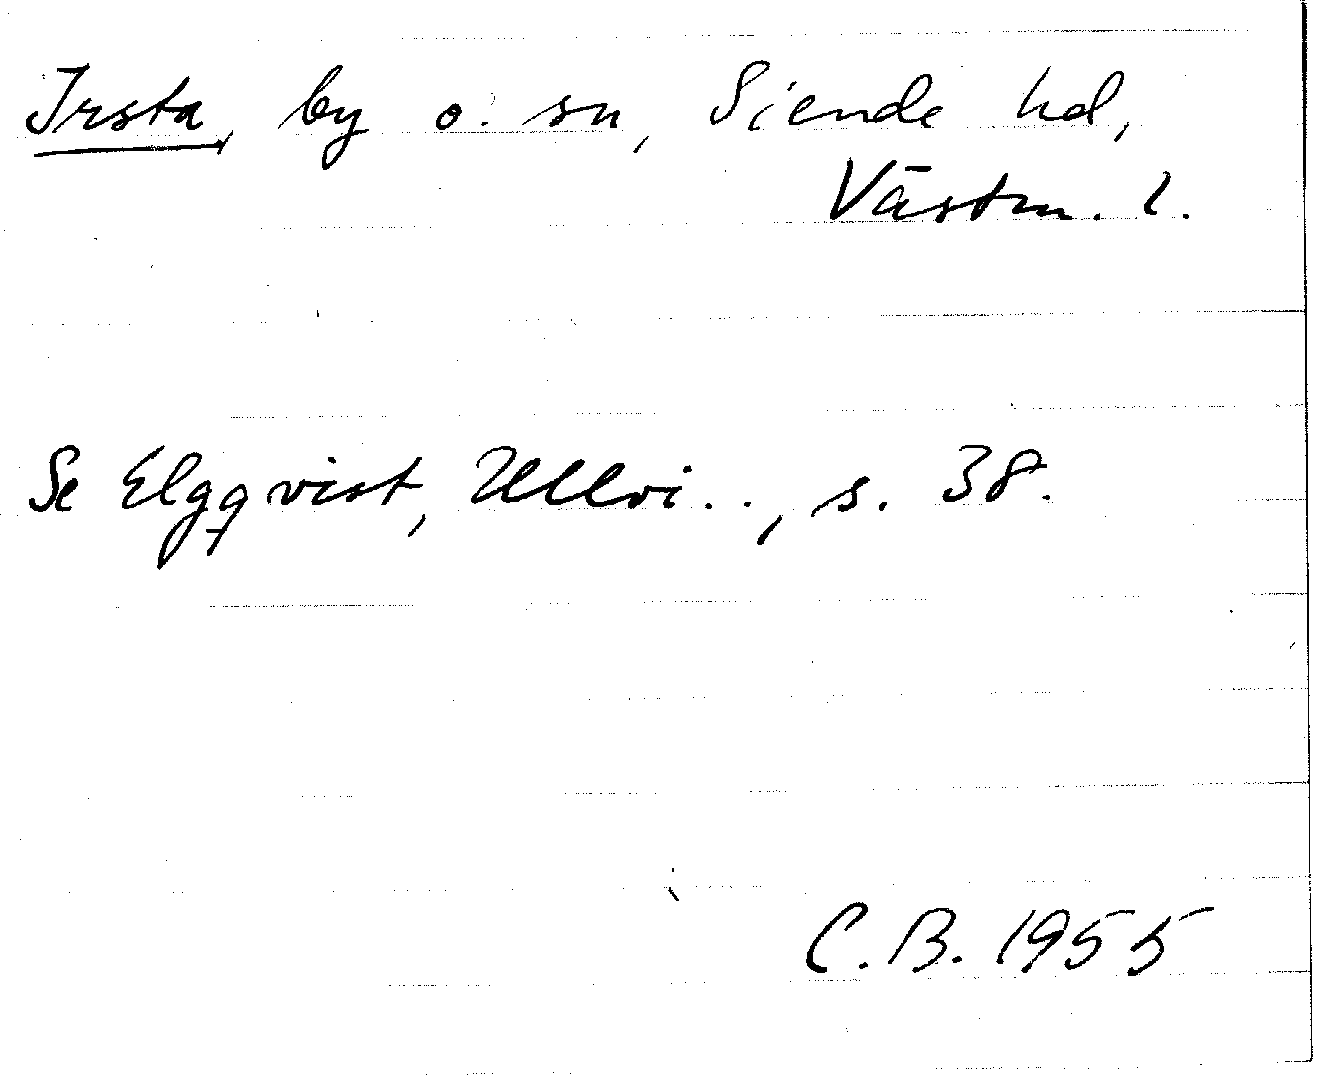 Irsta, by o. sn, Siende hd,
Västm. l.
Se Elgqvist, Ullvi.., s. 38.
C.B. 1955